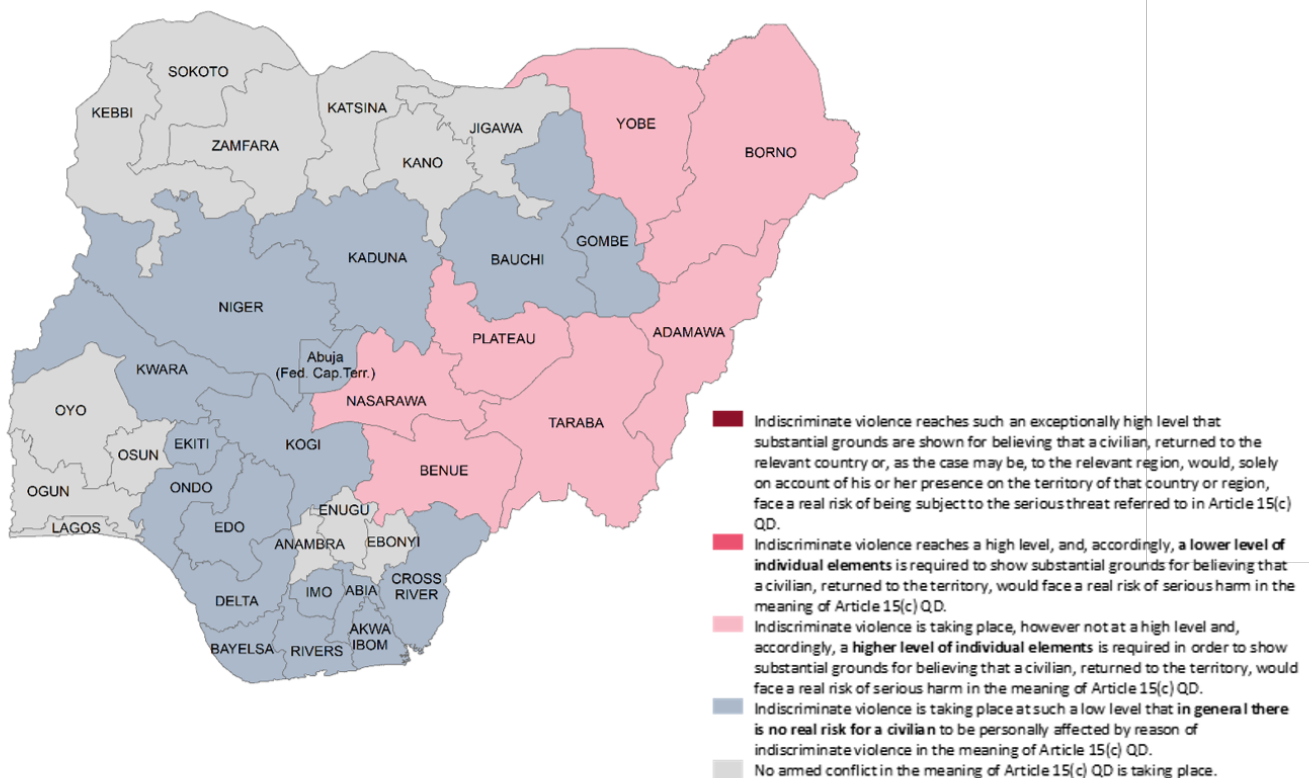 SOKOTO
KEBBI
KATSINA
YOBE
JIGAWA
ZAMFARA
BORNO
KANO
GOMBE
KADUNA
BAUCHI
NIGER
ADAMAWA
PLATEAU
Abuja
(Fed. Cap.Terr.)
KWARA
NASARAWA
OYO
TARABA
EKITI
KOGI
OSUN
BENUE
OGUN
ONDO
ENUGU
LAGOS
EDO
ANAMBRA
EBONYI
CROSS
RIVER
IMO
ABIA
DELTA
AKWA
IBOM
BAYELSA
RIVERS
Indiscriminate violence reaches such an exceptionally high level that
substantial grounds are shown for believing that a civilian, returned to the
relevant country or, as the case may be, to the relevant region, would, solely
on account of his or her presence on the territory of that country or region,
face a real risk of being subject to the serious threat referred to in Article 15(c)
QD.
Indiscriminate violence reaches a high level, and, accordingly, a lower level of
individual elements is required to show substantial grounds for believing that
a civilian, returned to the territory, would face a real risk of serious harm in the
meaning of Article 15(c) QD.
Indiscriminate violence is taking place, however not at a high level and,
accordingly, a higher level of individual elements is required in order to show
substantial grounds for believing that a civilian, returned to the territory, would
face a real risk of serious harm in the meaning of Article 15(c) QD.
Indiscriminate violence is taking place at such a low level that in general there
is no real risk for a civilian to be personally affected by reason of
indiscriminate violence in the meaning of Article 15(c) QD.
No armed conflict in the meaning of Article 15(c) QD is taking place.